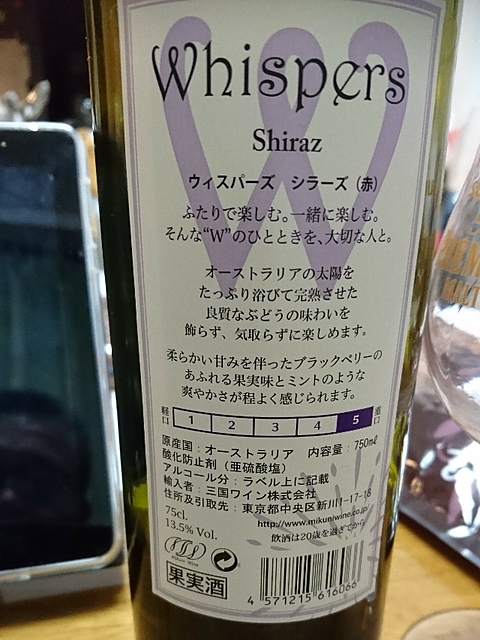 Whispers
Shiraz
ウィスパーズ シラーズ（赤）
ふたりで楽しむ。一緒に楽しむ。
そんな“W”のひとときを、大切な人と。
オーストラリアの太陽を
たっぷり浴びて完熟させた
良質なぶどうの味わいを
飾らず、気取らずに楽しめます。
柔らかい甘みを伴ったブラックベリーの
あふれる果実味とミントのような
爽やかさが程よく感じられます。
軽口 1 2 3 4 5 重口
原産国：オーストラリア 内容量：750mℓ
酸化防止剤（亜硫酸塩）
アルコール分：ラベル上に記載
輸入者：三国ワイン株式会社
住所及引取先：東京都中央区新川1-17-18
http://www.mikuniwine.co.jp
75cl.
13.5% Vol.
飲酒は20歳を過ぎてから
果実酒
4 571215 616066